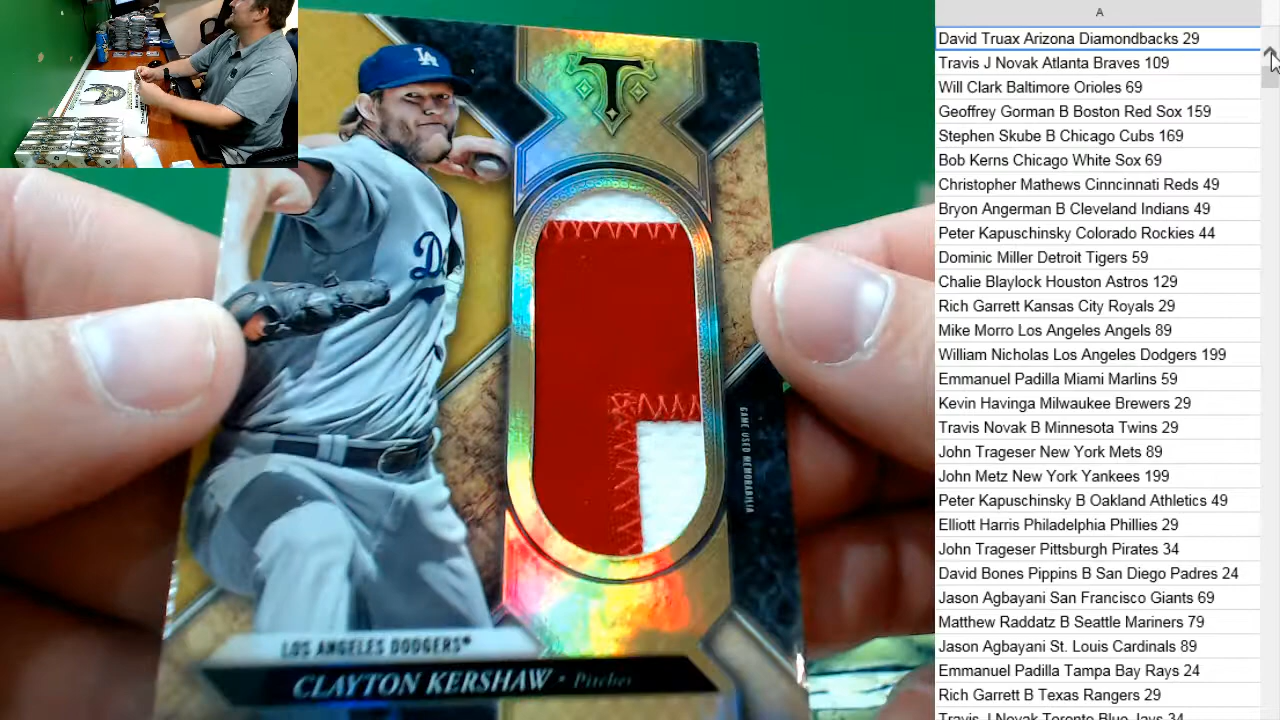 A
David Truax Arizona Diamondbacks 29
Travis J Novak Atlanta Braves 109
Will Clark Baltimore Orioles 69
Geoffrey Gorman B Boston Red Sox 159
Stephen Skube B Chicago Cubs 169
Bob Kerns Chicago White Sox 69
Christopher Mathews Cinncinnati Reds 49
Bryon Angerman B Cleveland Indians 49
Peter Kapuschinsky Colorado Rockies 44
Dominic Miller Detroit Tigers 59
Chalie Blaylock Houston Astros 129
Rich Garrett Kansas City Royals 29
Mike Morro Los Angeles Angels 89
William Nicholas Los Angeles Dodgers 199
Emmanuel Padilla Miami Marlins 59
Kevin Havinga Milwaukee Brewers 29
Travis Novak B Minnesota Twins 29
John Trageser New York Mets 89
John Metz New York Yankees 199
Peter Kapuschinsky B Oakland Athletics 49
Elliott Harris Philadelphia Phillies 29
John Trageser Pittsburgh Pirates 34
David Bones Pippins B San Diego Padres 24
Jason Agbayani San Francisco Giants 69
Matthew Raddatz B Seattle Mariners 79
Jason Agbayani St. Louis Cardinals 89
Emmanuel Padilla Tampa Bay Rays 24
Rich Garrett B Texas Rangers 29
Travis J Novak Toronto Blue Jays 34
LA
T
D
GAME USED MEMORABILIA
LOS ANGELES DODGERS®
CLAYTON KERSHAW • Pitcher